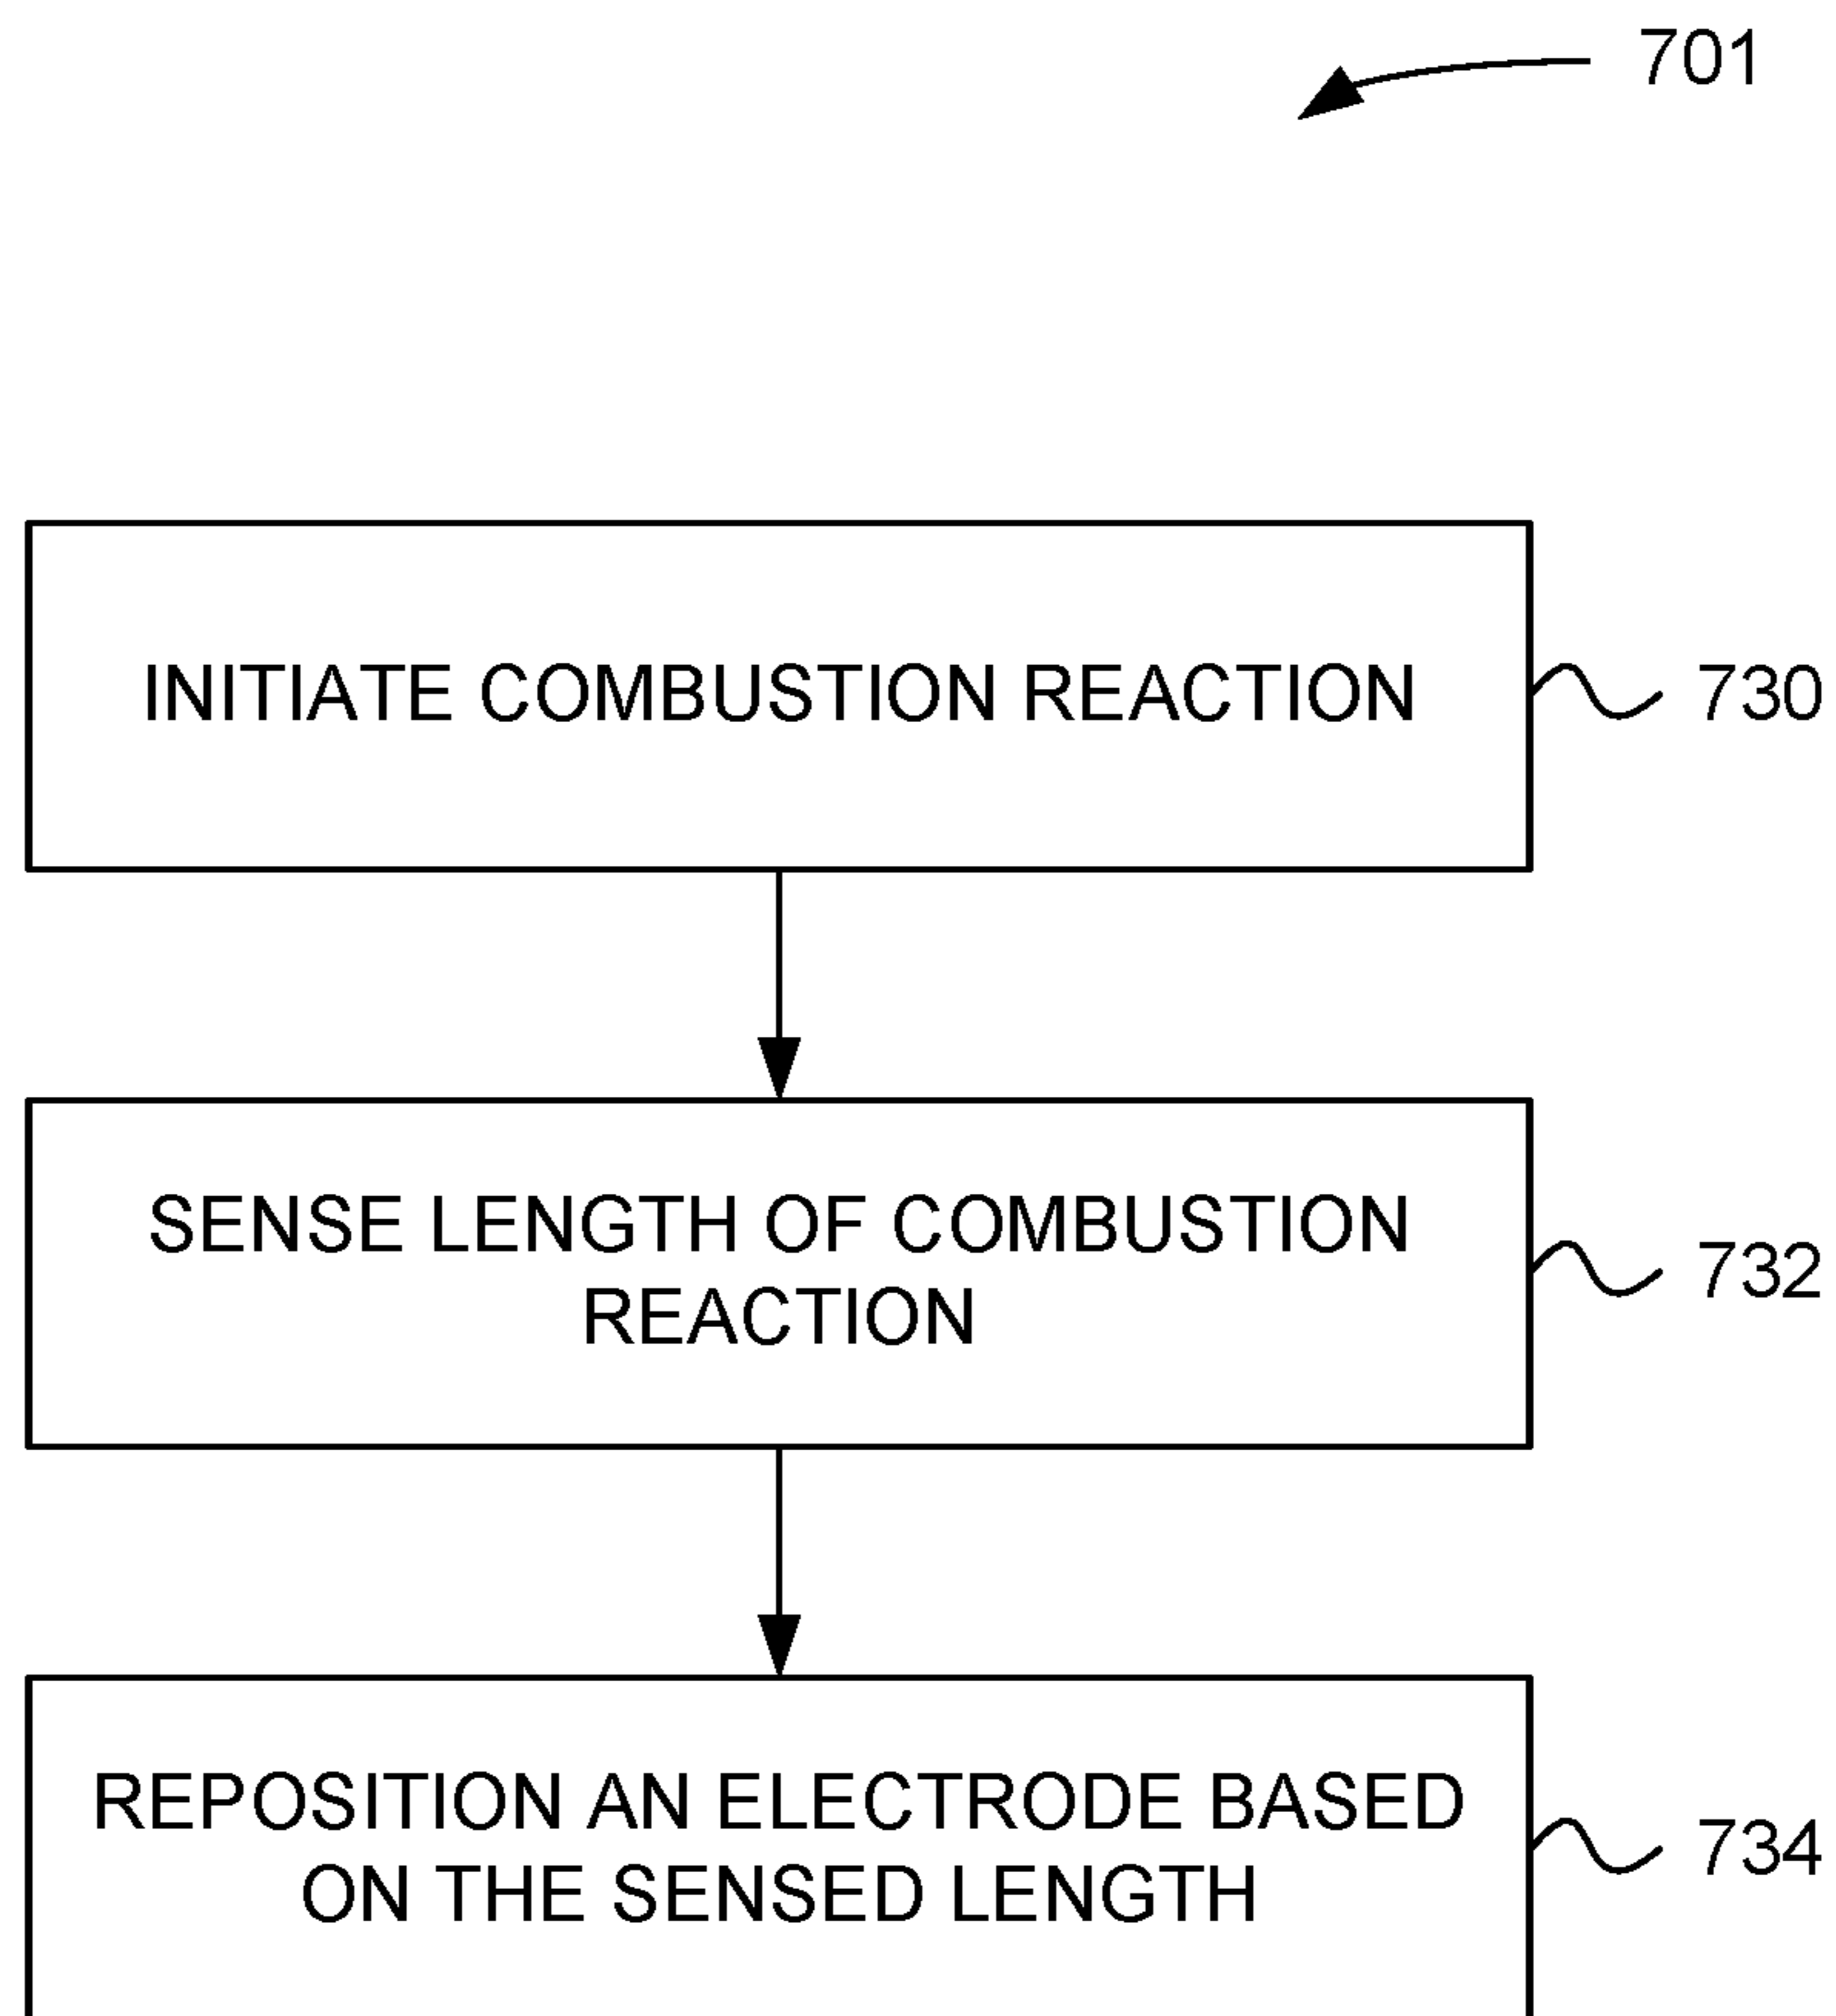 701
INITIATE COMBUSTION REACTION
730
SENSE LENGTH OF COMBUSTION
REACTION
732
REPOSITION AN ELECTRODE BASED
ON THE SENSED LENGTH
734